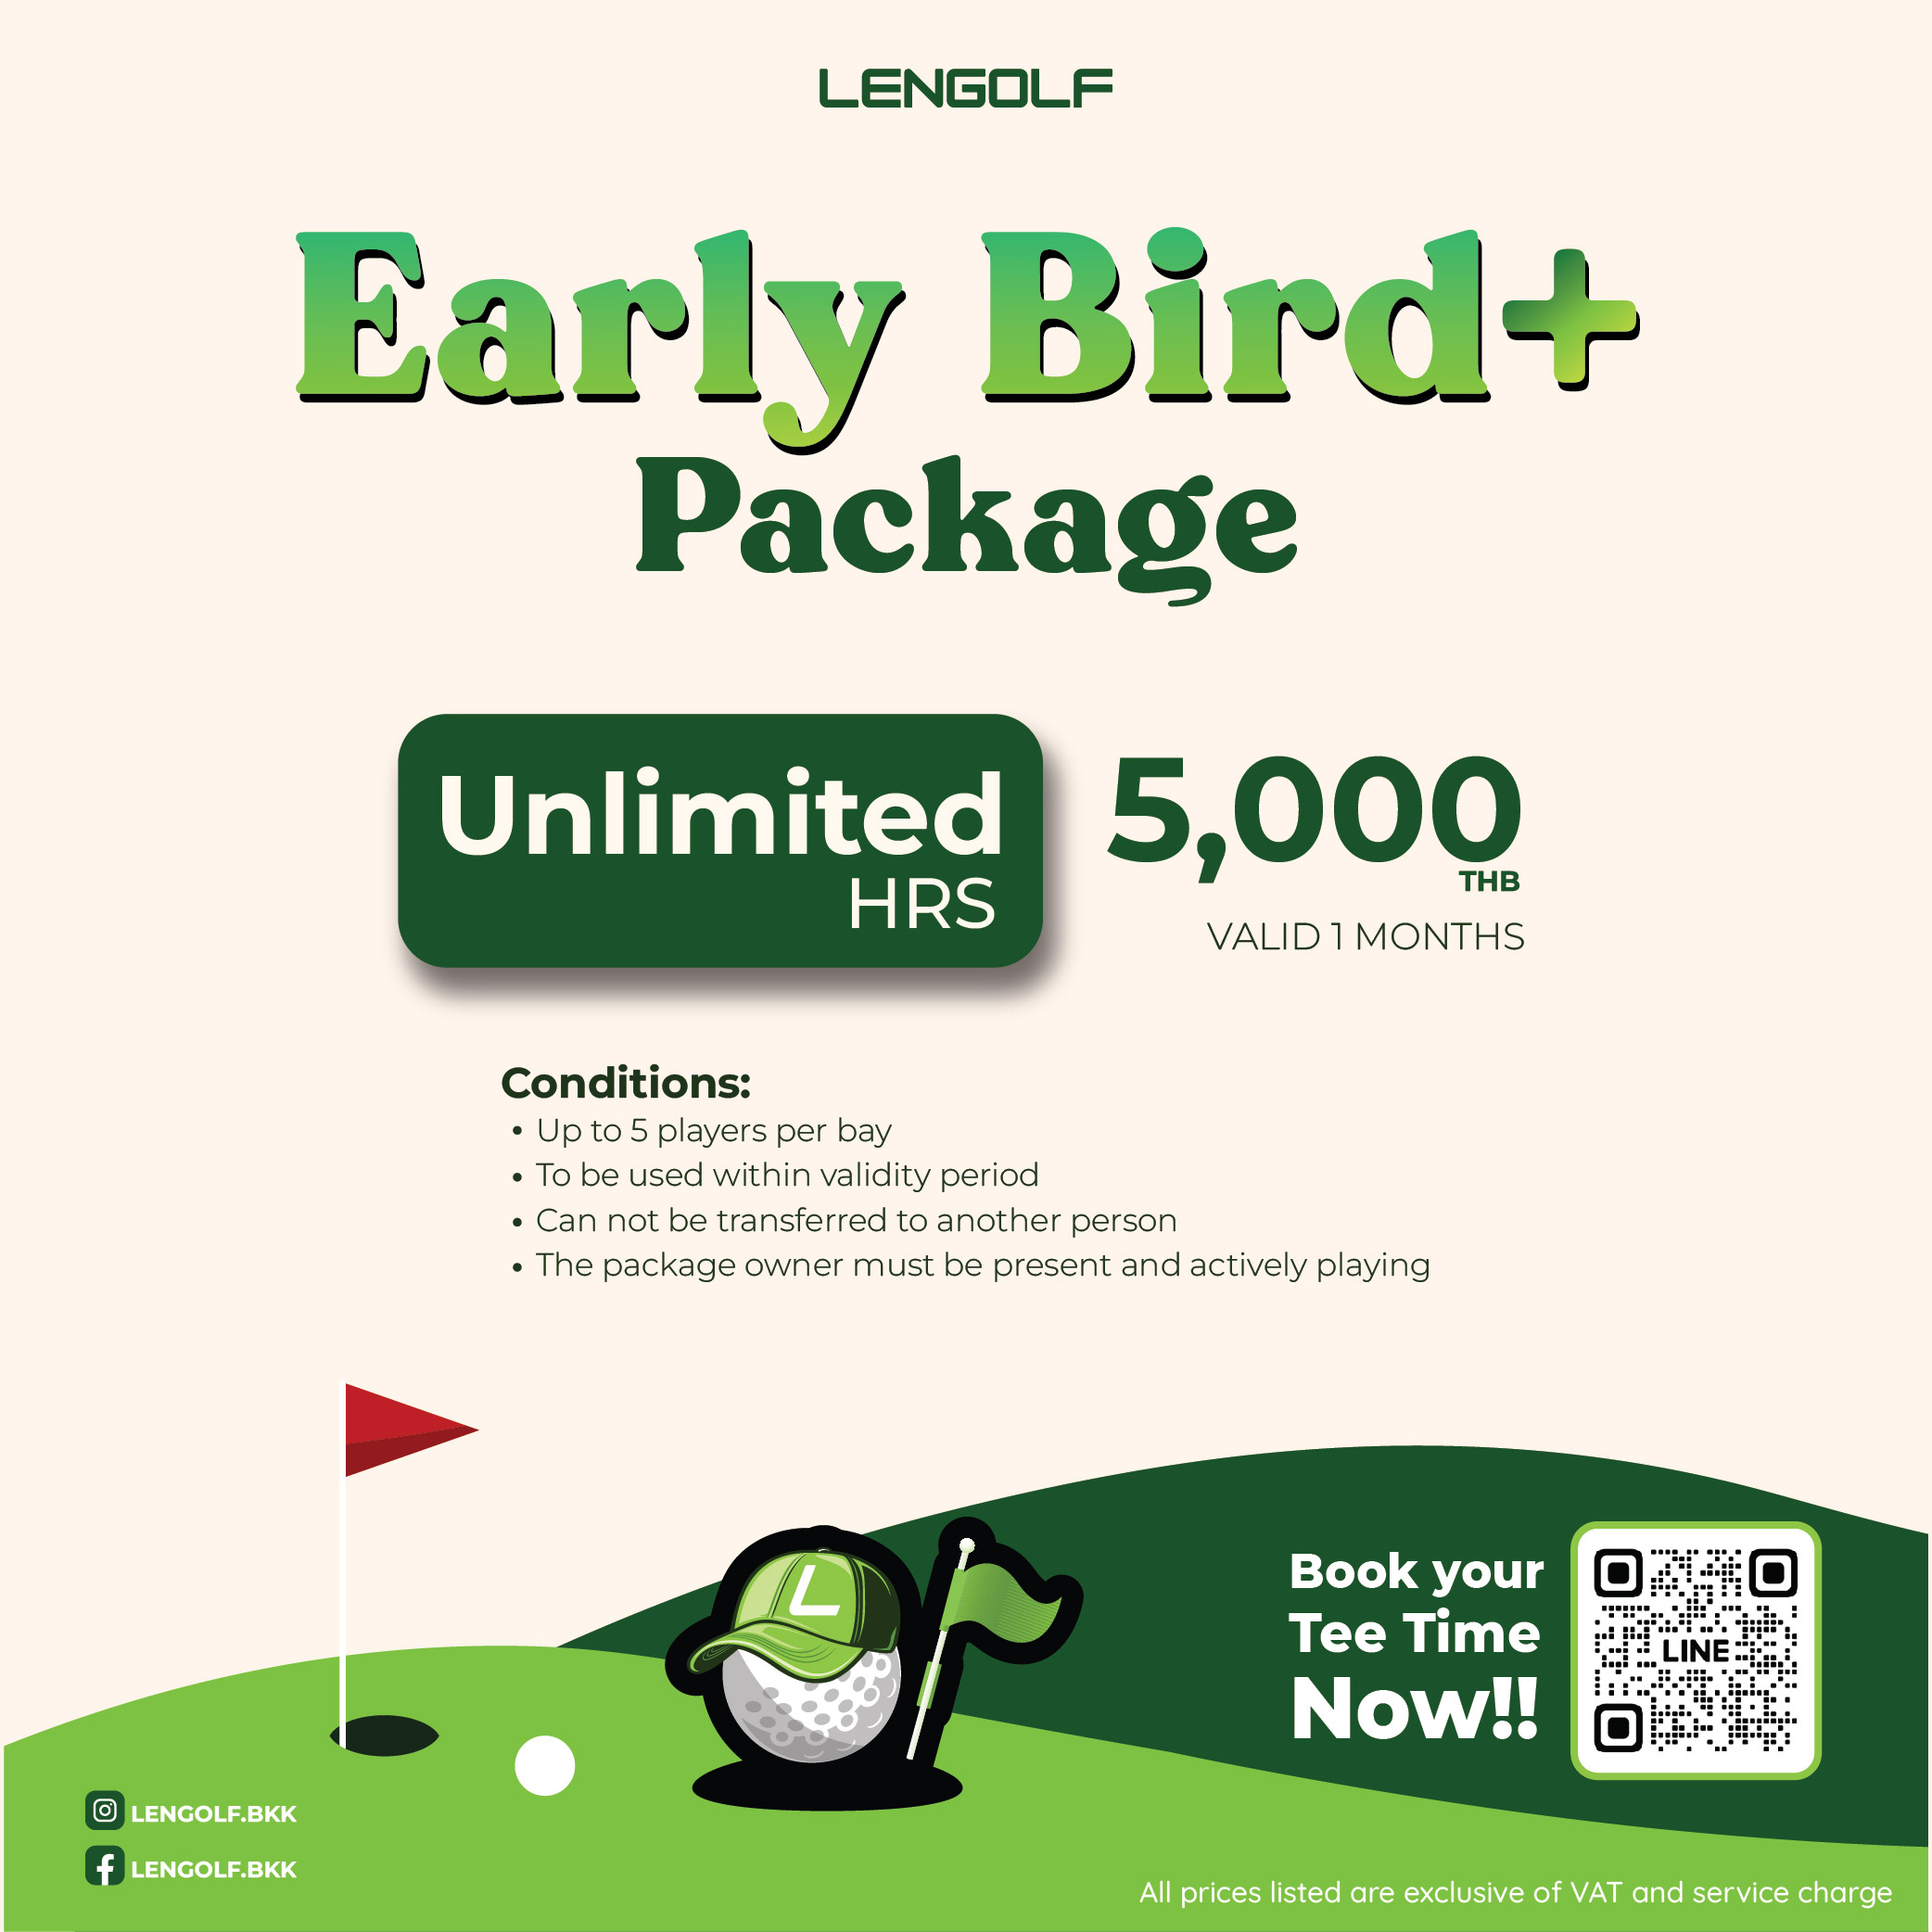 LENGOLF
Early Bird+
Package
Unlimited
HRS
5,000
THB
VALID 1 MONTHS
Conditions:
• Up to 5 players per bay
• To be used within validity period
• Can not be transferred to another person
• The package owner must be present and actively playing
L
Book your
Tee Time
Now!!
LINE
LENGOLF.BKK
LENGOLF.BKK
All prices listed are exclusive of VAT and service charge